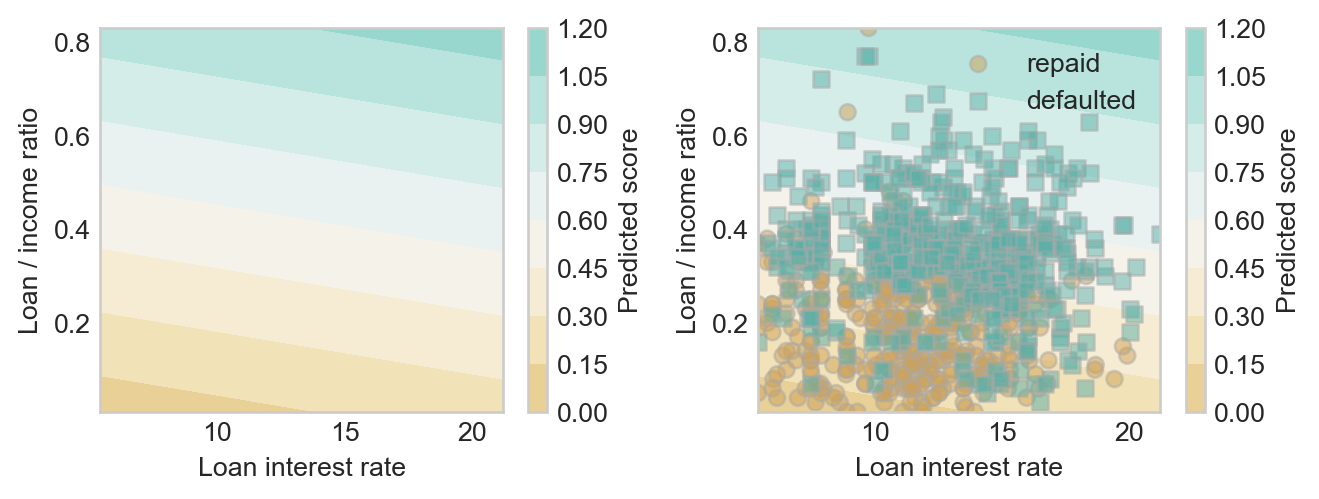 0.8
0.6
0.4
0.2
Loan / income ratio
10 15 20
Loan interest rate
1.20
1.05
0.90
0.75
0.60
0.45
0.30
0.15
0.00
Predicted score
0.8
0.6
0.4
0.2
Loan / income ratio
repaid
defaulted
10 15 20
Loan interest rate
1.20
1.05
0.90
0.75
0.60
0.45
0.30
0.15
0.00
Predicted score